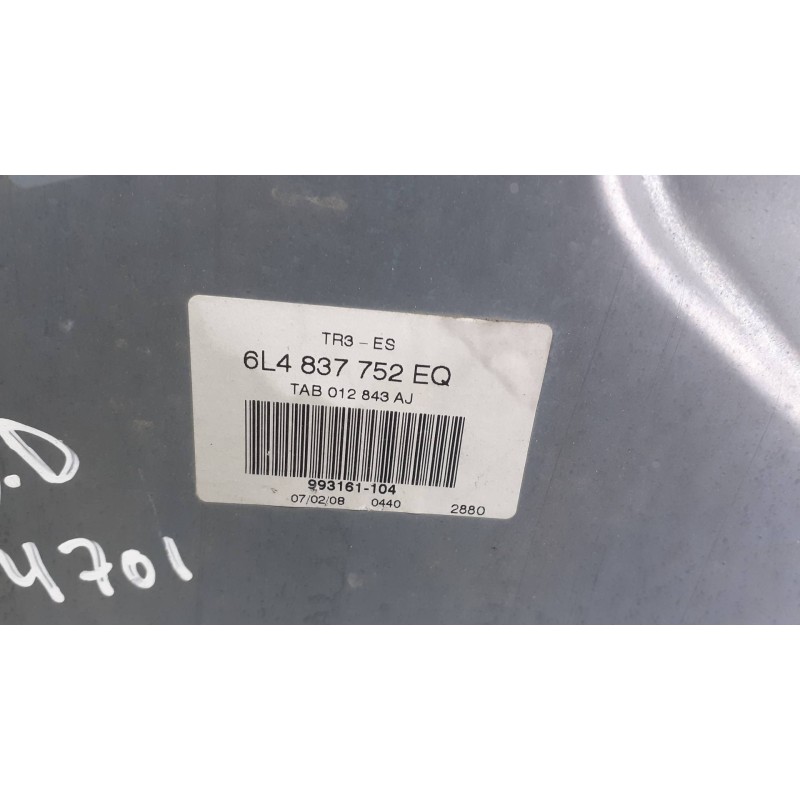 TR3 - ES
6L4 837 752 EQ
TAB 012 843 AJ
993161-104
07/02/08 0440 2880
.D
4701